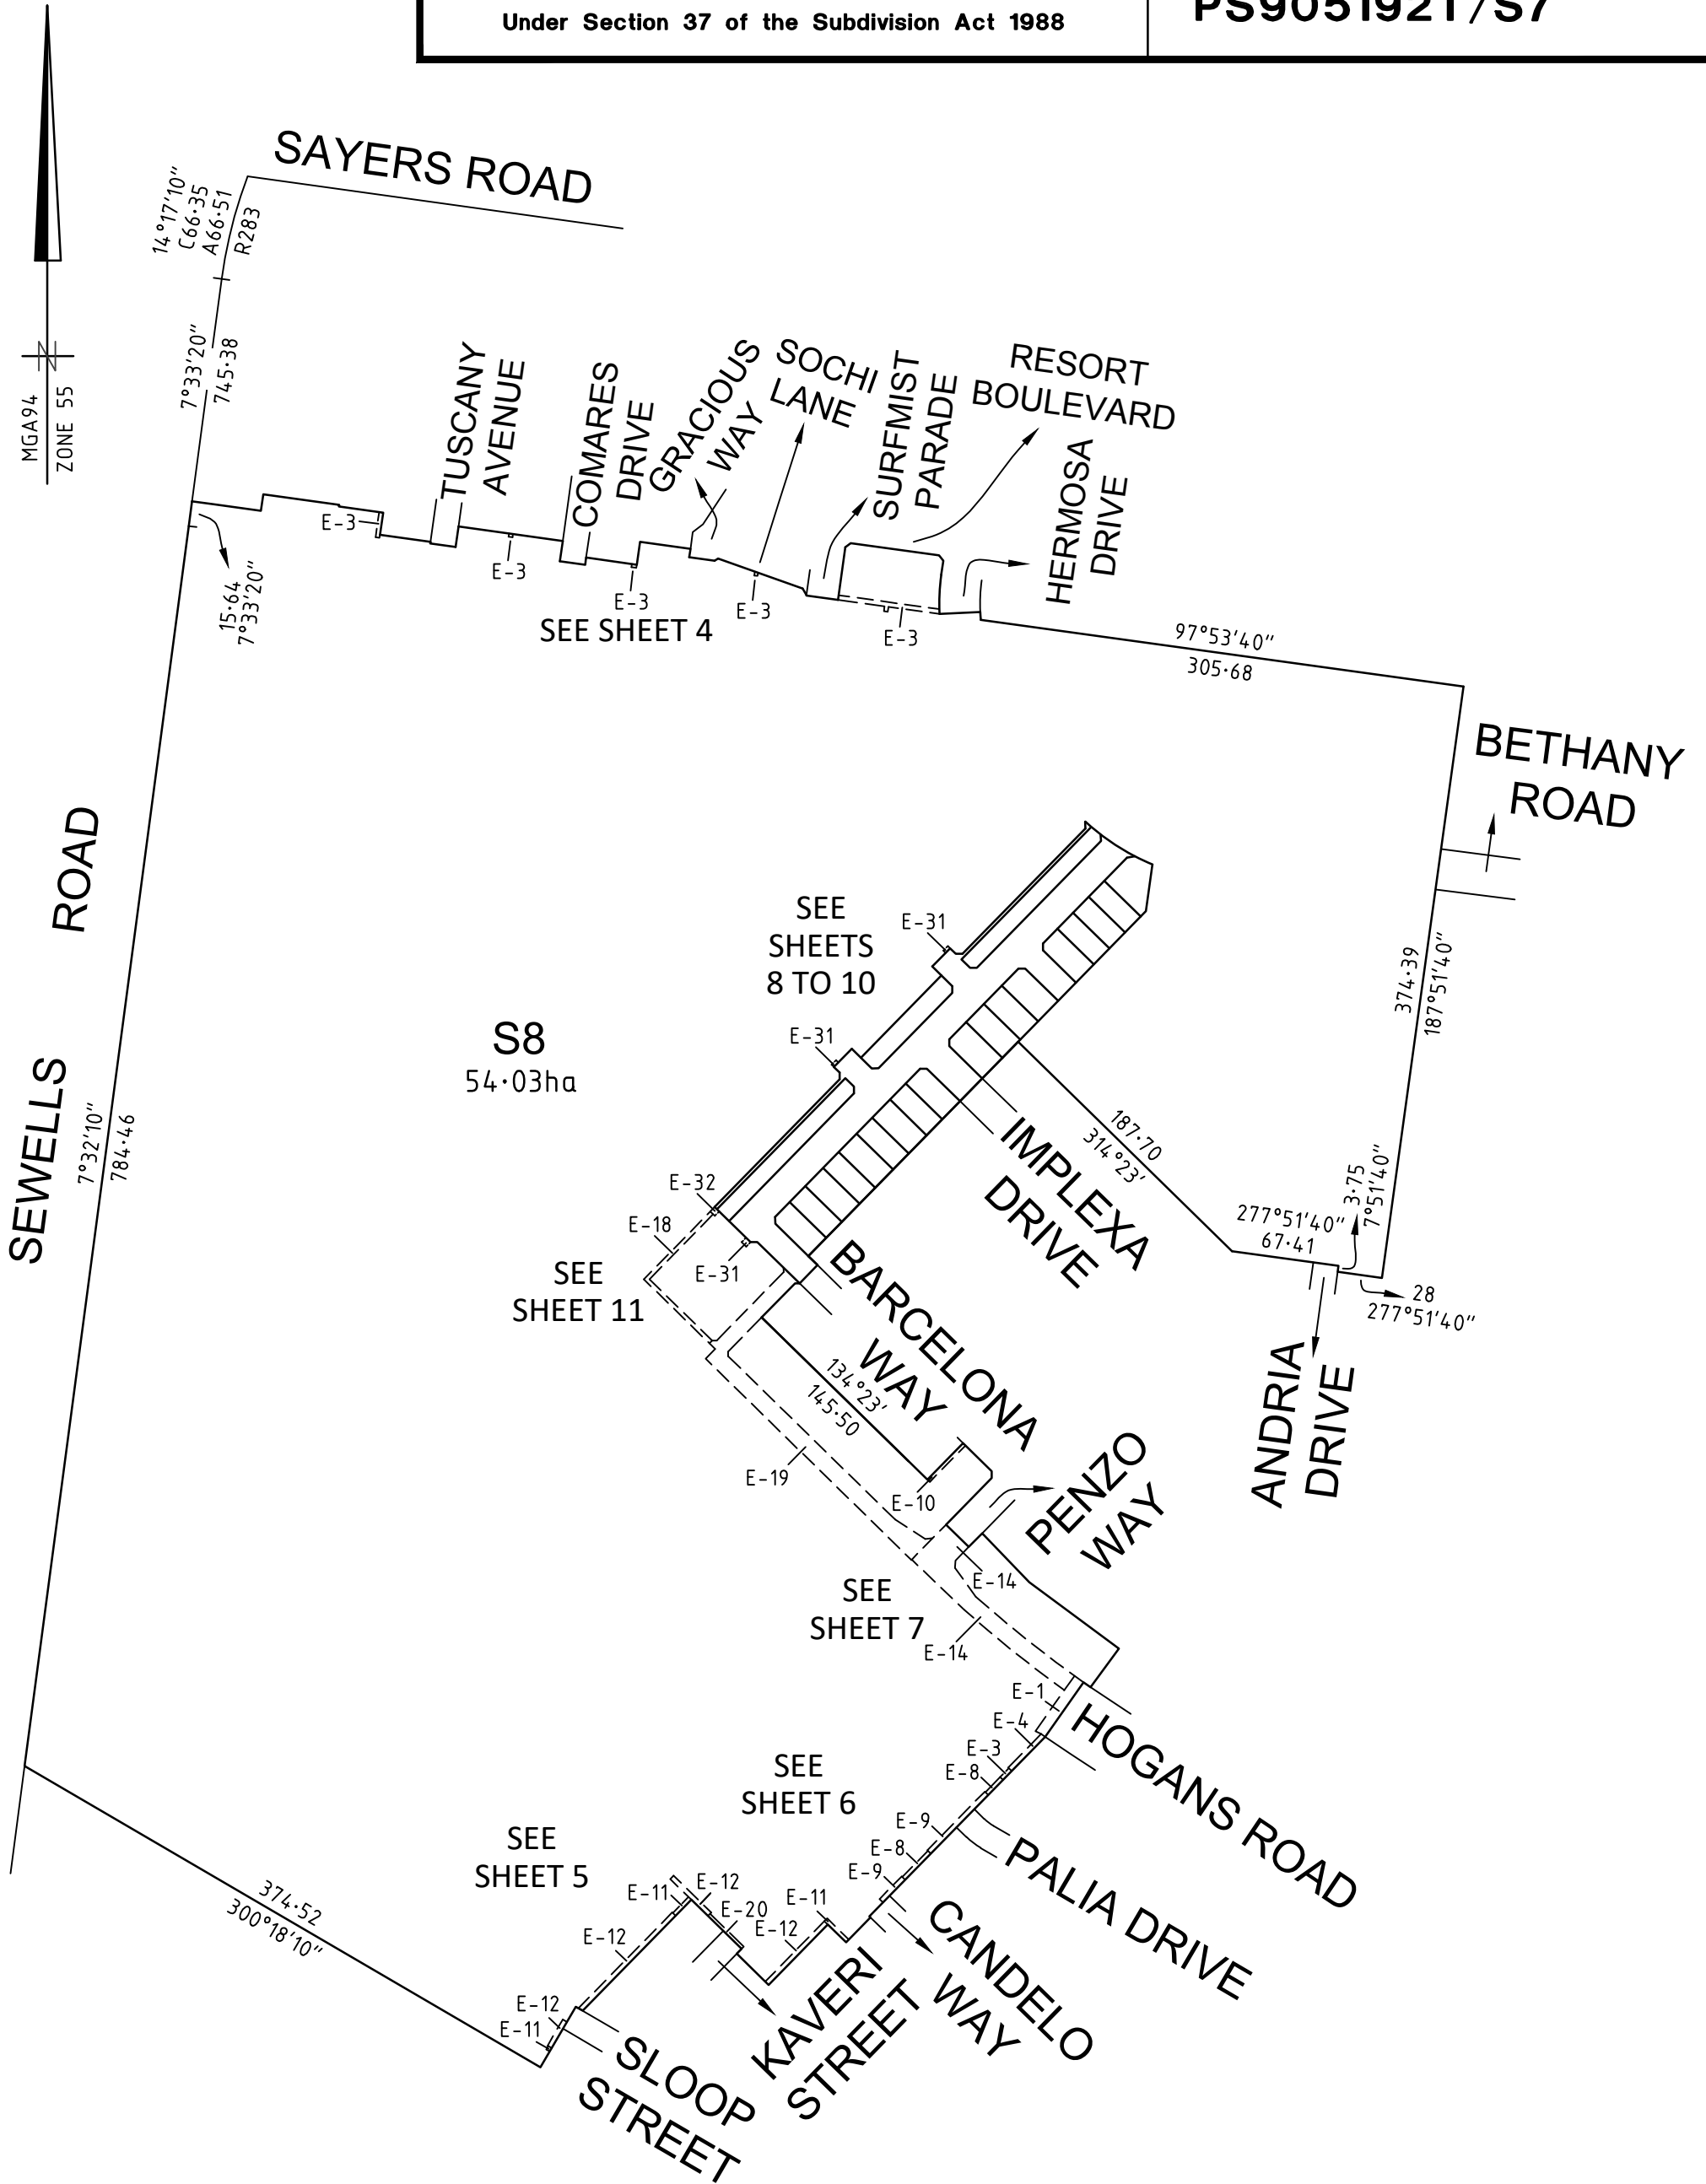 Under Section 37 of the Subdivision Act 1988
PS905192T/S7
SAYERS ROAD
14°17'10"
C66·35
A66·51
R283
7°33'20"
745·38
MGA94
ZONE 55
TUSCANY
AVENUE
COMARES
DRIVE
GRACIOUS
WAY
SOCHI
LANE
SURFMIST
PARADE
RESORT
BOULEVARD
HERMOSA
DRIVE
E-3
E-3
E-3
E-3
E-3
15·64
7°33'20"
SEE SHEET 4
97°53'40"
305·68
BETHANY
ROAD
SEWELLS ROAD
7°32'10"
784·46
SEE
SHEETS
8 TO 10
E-31
E-31
S8
54·03ha
374·39
187°51'40"
IMPLEXA
DRIVE
187·70
314°23'
3·75
7°51'40"
277°51'40"
67·41
28
277°51'40"
ANDRIA
DRIVE
E-32
E-18
E-31
SEE
SHEET 11
BARCELONA
WAY
134°23'
145·50
E-19
E-10
PENZO
WAY
E-14
SEE
SHEET 7
E-14
E-1
E-4
E-3
E-8
HOGANS ROAD
SEE
SHEET 6
E-9
E-8
E-9
PALIA DRIVE
SEE
SHEET 5
E-11
E-12
E-20
E-11
E-12
E-12
CANDELO
WAY
KAVERI
STREET
374·52
300°18'10"
E-12
E-11
SLOOP
STREET